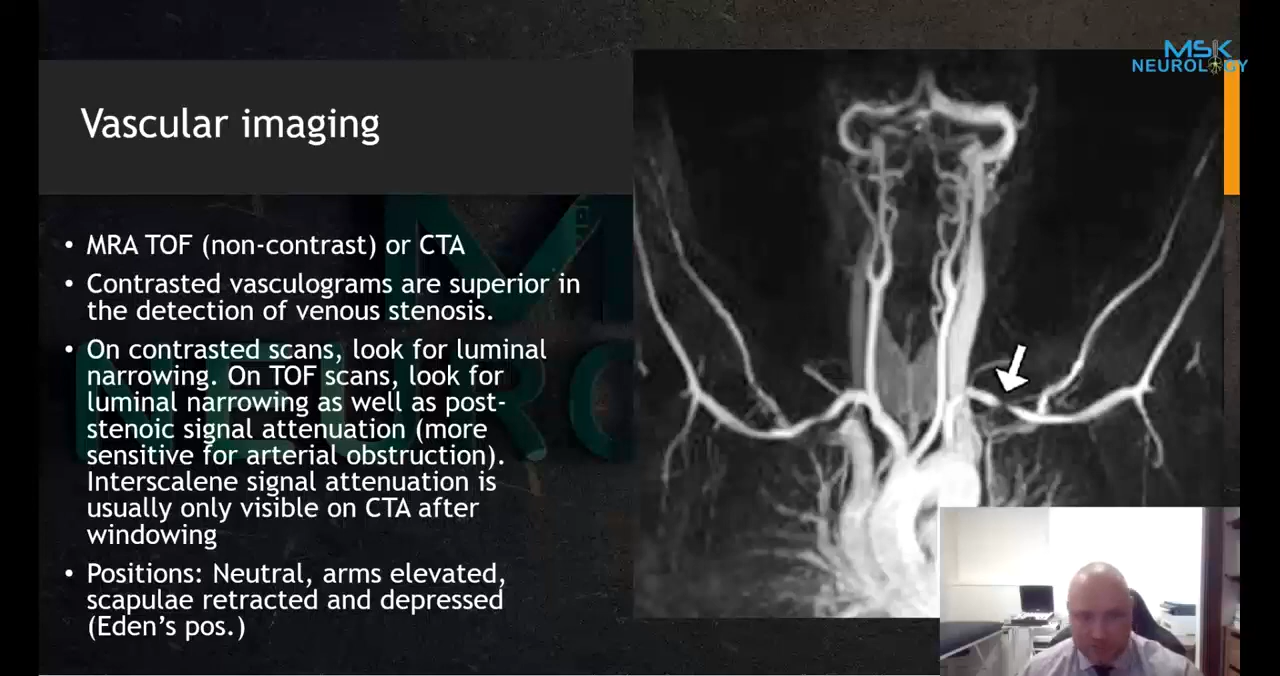 MSK
NEUROLOGY
Vascular imaging
• MRA TOF (non-contrast) or CTA
• Contrasted vasculograms are superior in
the detection of venous stenosis.
• On contrasted scans, look for luminal
narrowing. On TOF scans, look for
luminal narrowing as well as post-
stenoic signal attenuation (more
sensitive for arterial obstruction).
Interscalene signal attenuation is
usually only visible on CTA after
windowing
• Positions: Neutral, arms elevated,
scapulae retracted and depressed
(Eden's pos.)